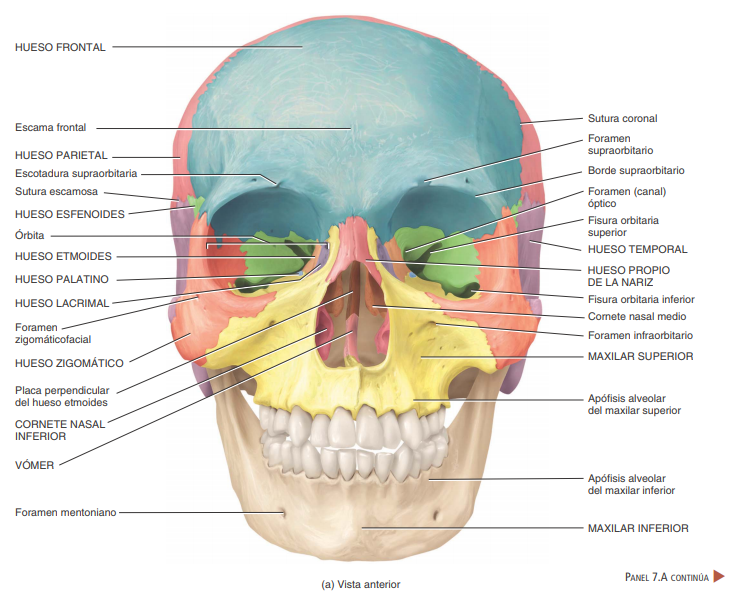 HUESO FRONTAL
Escama frontal
HUESO PARIETAL
Escotadura supraorbitaria
Sutura escamosa
HUESO ESFENOIDES
Órbita
HUESO ETMOIDES
HUESO PALATINO
HUESO LACRIMAL
Foramen
zigomáticofacial
HUESO ZIGOMÁTICO
Placa perpendicular
del hueso etmoides
CORNETE NASAL
INFERIOR
VÓMER
Foramen mentoniano
Sutura coronal
Foramen
supraorbitario
Borde supraorbitario
Foramen (canal)
óptico
Fisura orbitaria
superior
HUESO TEMPORAL
HUESO PROPIO
DE LA NARIZ
Fisura orbitaria inferior
Cornete nasal medio
Foramen infraorbitario
MAXILAR SUPERIOR
Apófisis alveolar
del maxilar superior
Apófisis alveolar
del maxilar inferior
MAXILAR INFERIOR
(a) Vista anterior
PANEL 7.A CONTINÚA